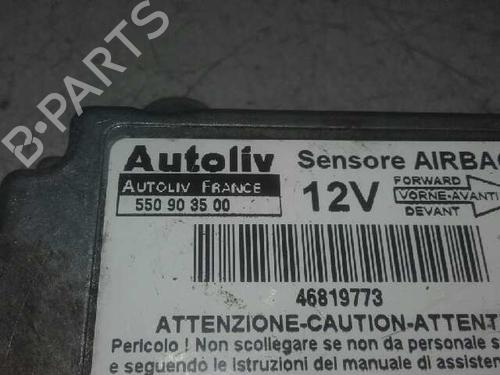 B-PARTS
Autoliv Sensore AIRBAG
AUTOLIV FRANCE
550 90 35 00
12V
FORWARD
VORNE-AVANTI
DEVANT
46819773
ATTENZIONE-CAUTION-ATTENTI
Pericolo ! Non scollegare se non da personale s
e seguendo le istruzioni del manuale di assisten